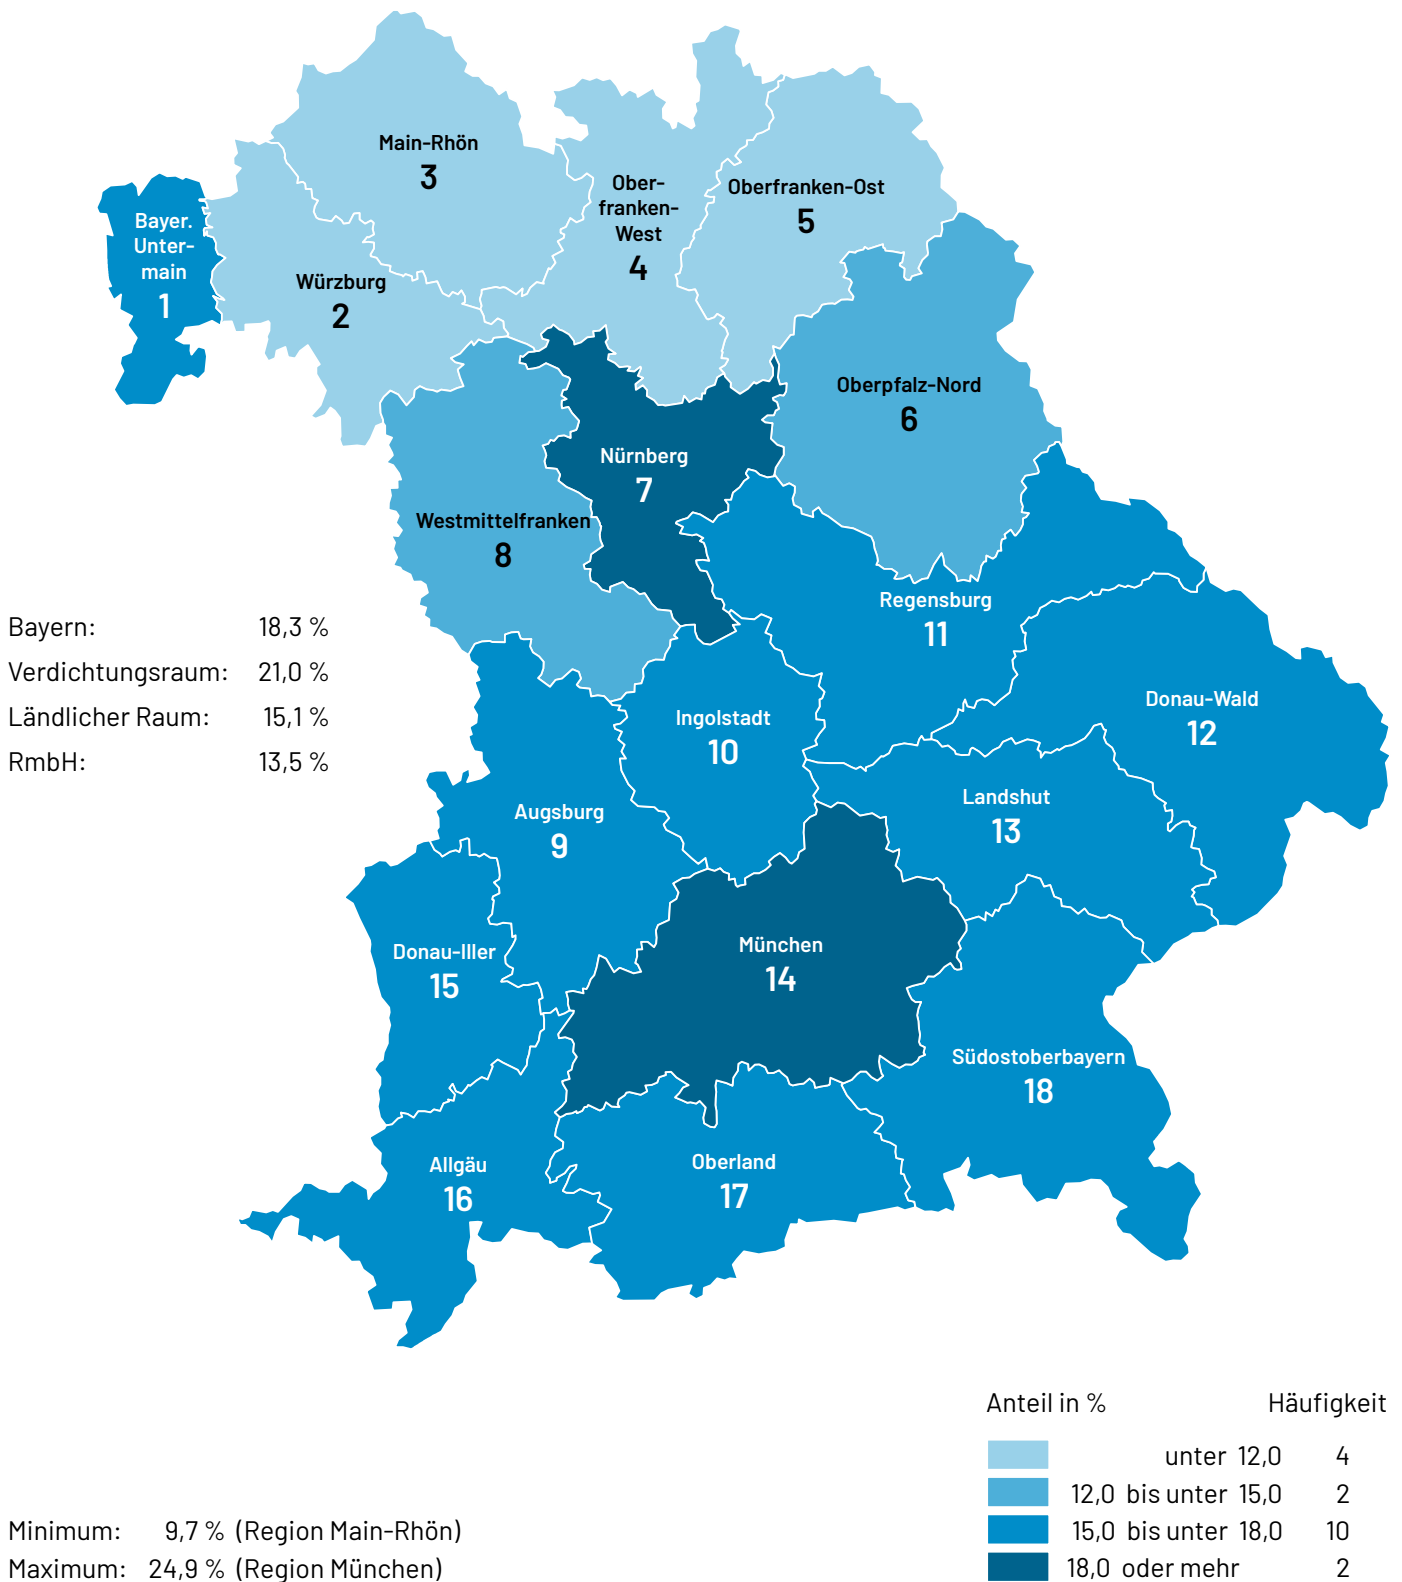 Main-Rhön
3
Ober-
franken-
West
4
Oberfranken-Ost
5
Bayer.
Unter-
main
1
Würzburg
2
Oberpfalz-Nord
6
Nürnberg
7
Westmittelfranken
8
Regensburg
11
Bayern: 18,3 %
Verdichtungsraum: 21,0 %
Ländlicher Raum: 15,1 %
RmbH: 13,5 %
Donau-Wald
12
Ingolstadt
10
Landshut
13
Augsburg
9
München
14
Donau-Iller
15
Südostoberbayern
18
Allgäu
16
Oberland
17
Anteil in % Häufigkeit
unter 12,0 4
12,0 bis unter 15,0 2
15,0 bis unter 18,0 10
18,0 oder mehr 2
Minimum: 9,7 % (Region Main-Rhön)
Maximum: 24,9 % (Region München)